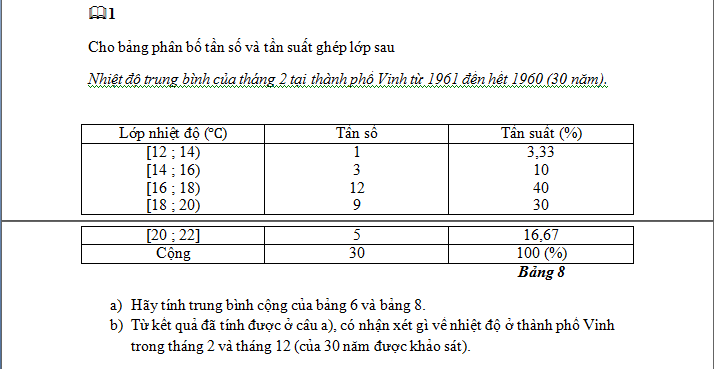 1
Cho bảng phân bố tần số và tần suất ghép lớp sau
Nhiệt độ trung bình của tháng 2 tại thành phố Vinh từ 1961 đến hết 1960 (30 năm).
Lớp nhiệt độ (°C) Tần số Tần suất (%)
[12 ; 14) 1 3,33
[14 ; 16) 3 10
[16 ; 18) 12 40
[18 ; 20) 9 30
[20 ; 22] 5 16,67
Cộng 30 100 (%)
Bảng 8
a) Hãy tính trung bình cộng của bảng 6 và bảng 8.
b) Từ kết quả đã tính được ở câu a), có nhận xét gì về nhiệt độ ở thành phố Vinh
trong tháng 2 và tháng 12 (của 30 năm được khảo sát).